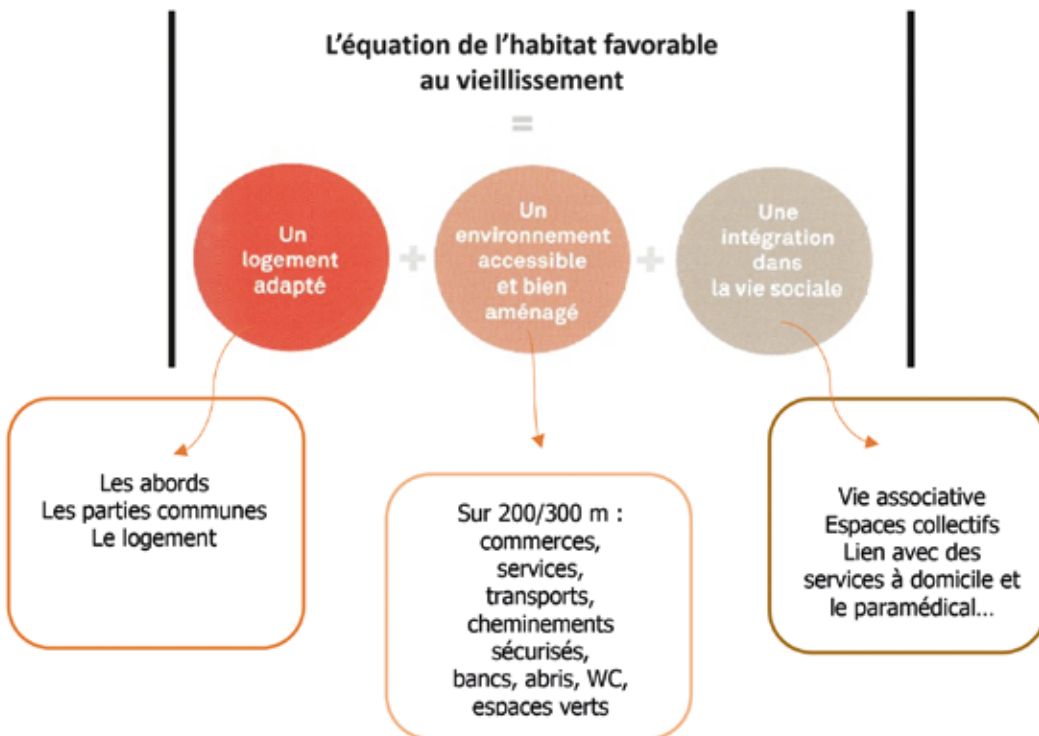 L'équation de l'habitat favorable
au vieillissement
=
Un
logement
adapté
+
Un
environnement
accessible
et bien
aménagé
+
Une
intégration
dans
la vie sociale
Les abords
Les parties communes
Le logement
Sur 200/300 m :
commerces,
services,
transports,
cheminements
sécurisés,
bancs, abris, WC,
espaces verts
Vie associative
Espaces collectifs
Lien avec des
services à domicile et
le paramédical...